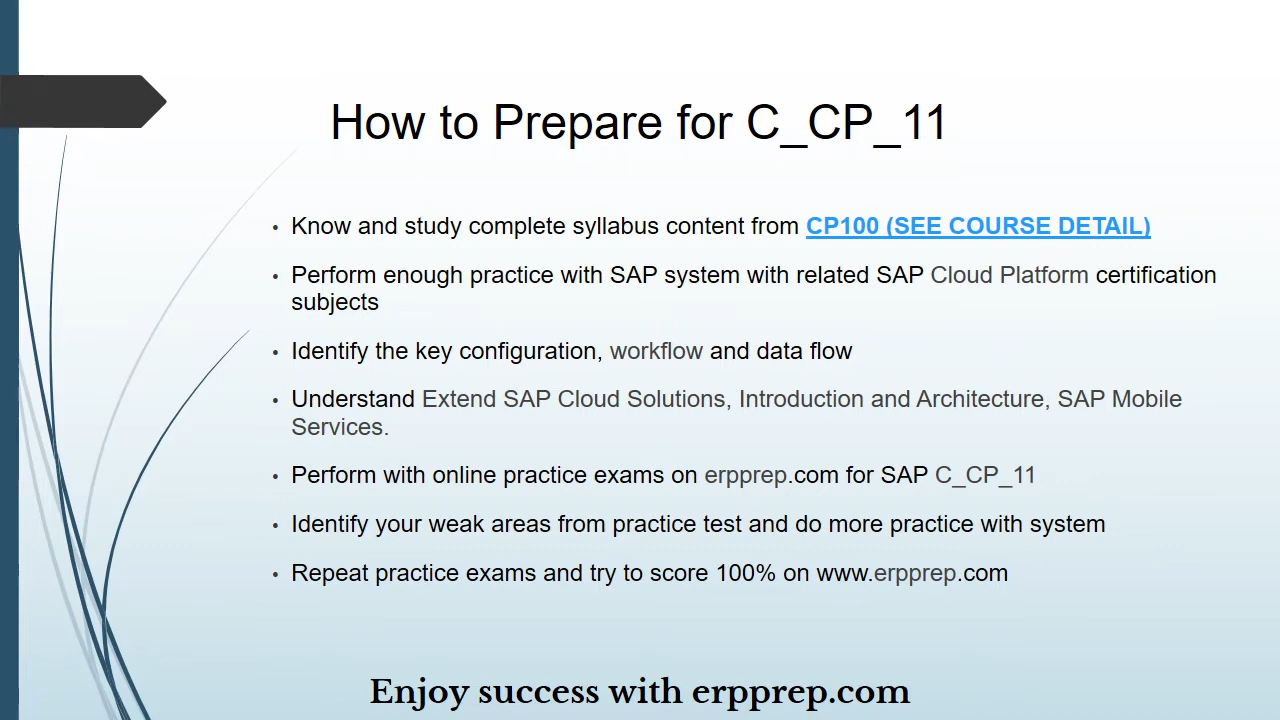 How to Prepare for C_CP_11
• Know and study complete syllabus content from CP100 (SEE COURSE DETAIL)
• Perform enough practice with SAP system with related SAP Cloud Platform certification
subjects
• Identify the key configuration, workflow and data flow
• Understand Extend SAP Cloud Solutions, Introduction and Architecture, SAP Mobile
Services.
• Perform with online practice exams on erpprep.com for SAP C_CP_11
• Identify your weak areas from practice test and do more practice with system
• Repeat practice exams and try to score 100% on www.erpprep.com
Enjoy success with erpprep.com